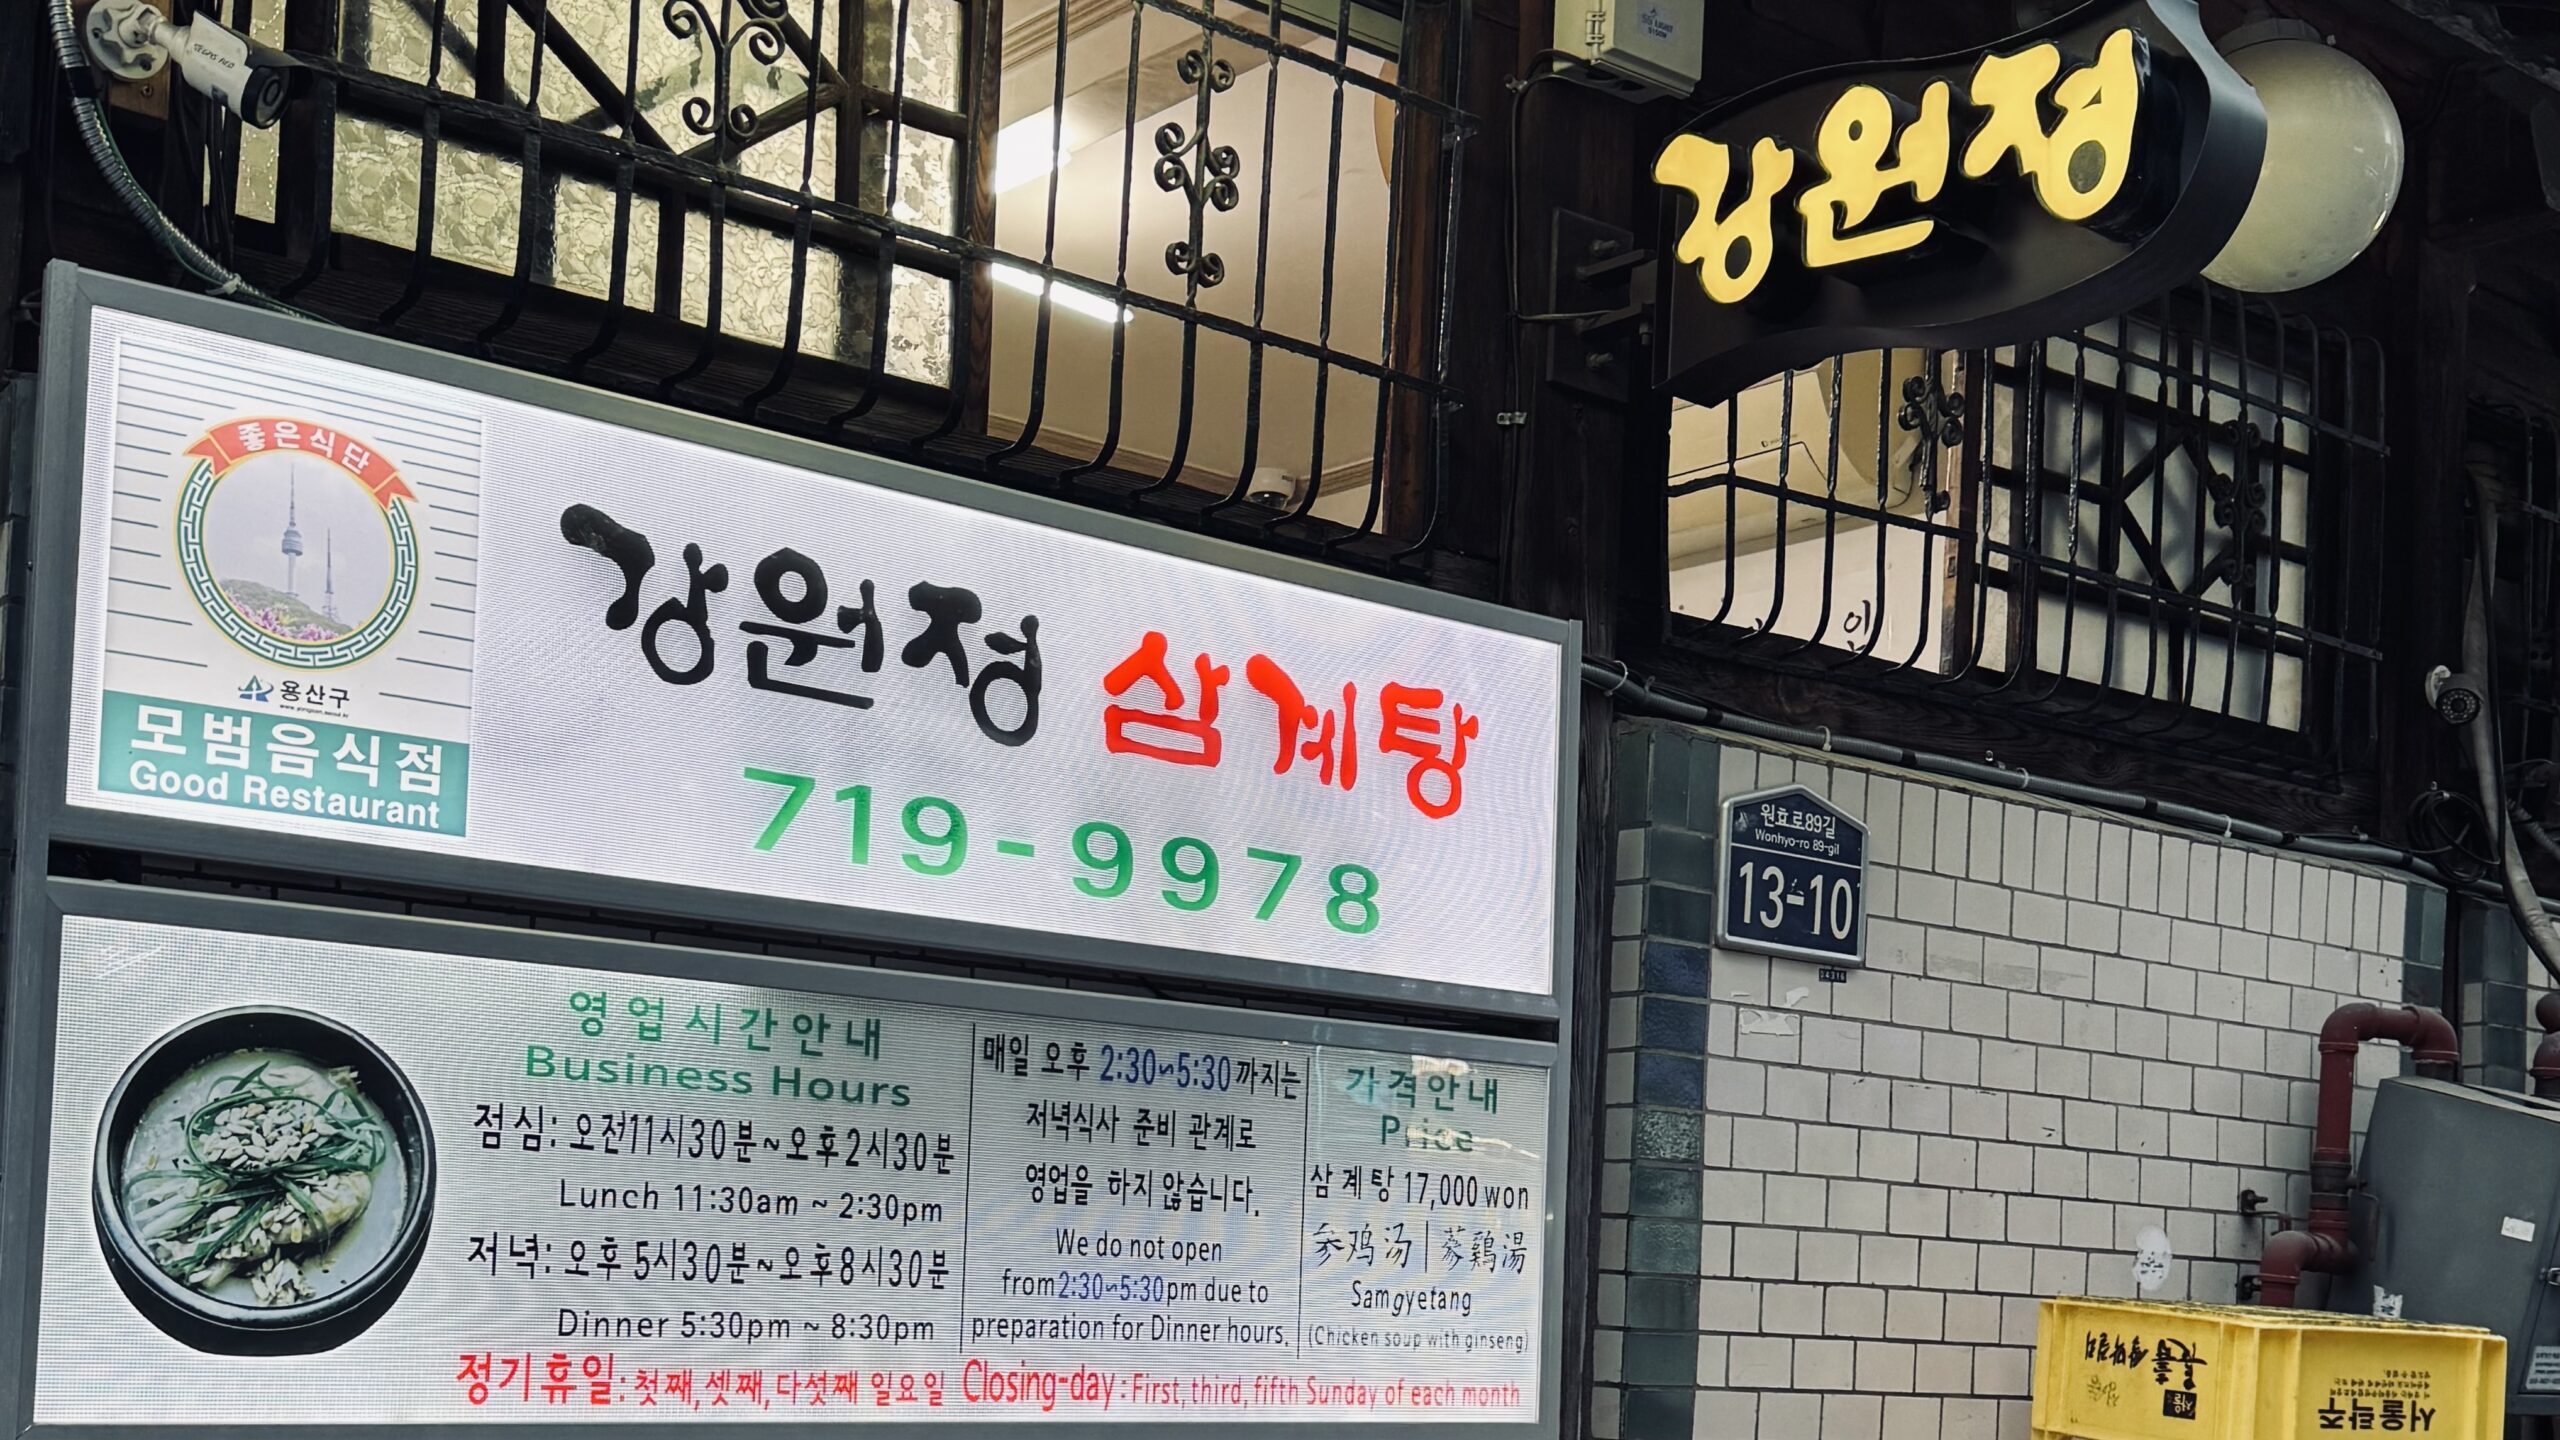 강원정
좋은식단
용산구
모범음식점
Good Restaurant
강원정 삼계탕
719-9978
원효로89길
Wonhyo-ro 89-gil
13-10
영업시간안내
Business Hours
점심: 오전11시30분~오후2시30분
Lunch 11:30am ~ 2:30pm
저녁: 오후5시30분~오후8시30분
Dinner 5:30pm ~ 8:30pm
매일 오후 2:30~5:30까지는
저녁식사 준비 관계로
영업을 하지 않습니다.
We do not open
from 2:30~5:30pm due to
preparation for Dinner hours.
가격안내
Price
삼계탕 17,000 won
参鸡汤 | 蔘鷄湯
Samgyetang
(Chicken soup with ginseng)
정기휴일: 첫째, 셋째, 다섯째 일요일 Closing-day: First, third, fifth Sunday of each month
서울탁주